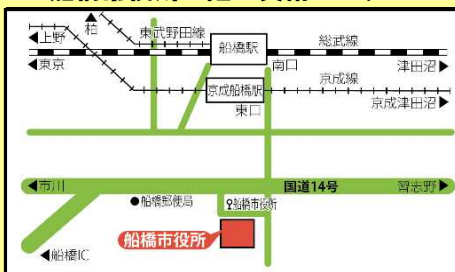 柏
上野
東武野田線
船橋駅
総武線
東京
南口
津田沼
京成船橋駅
京成線
東口
京成津田沼
市川
国道14号
習志野
船橋郵便局
船橋市役所
船橋市役所
船橋IC